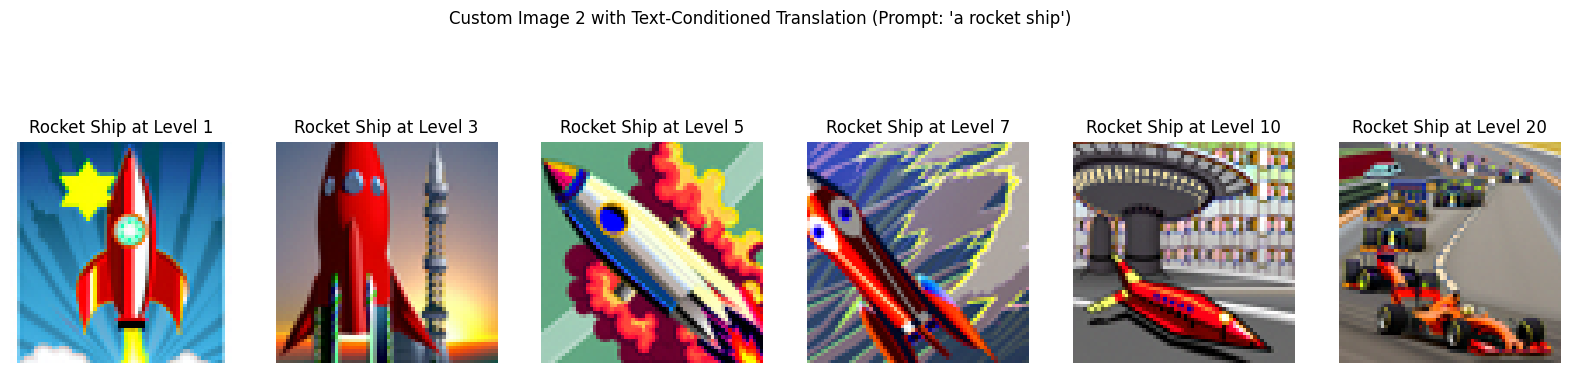 Custom Image 2 with Text-Conditioned Translation (Prompt: 'a rocket ship')
Rocket Ship at Level 1
Rocket Ship at Level 3
Rocket Ship at Level 5
Rocket Ship at Level 7
Rocket Ship at Level 10
Rocket Ship at Level 20